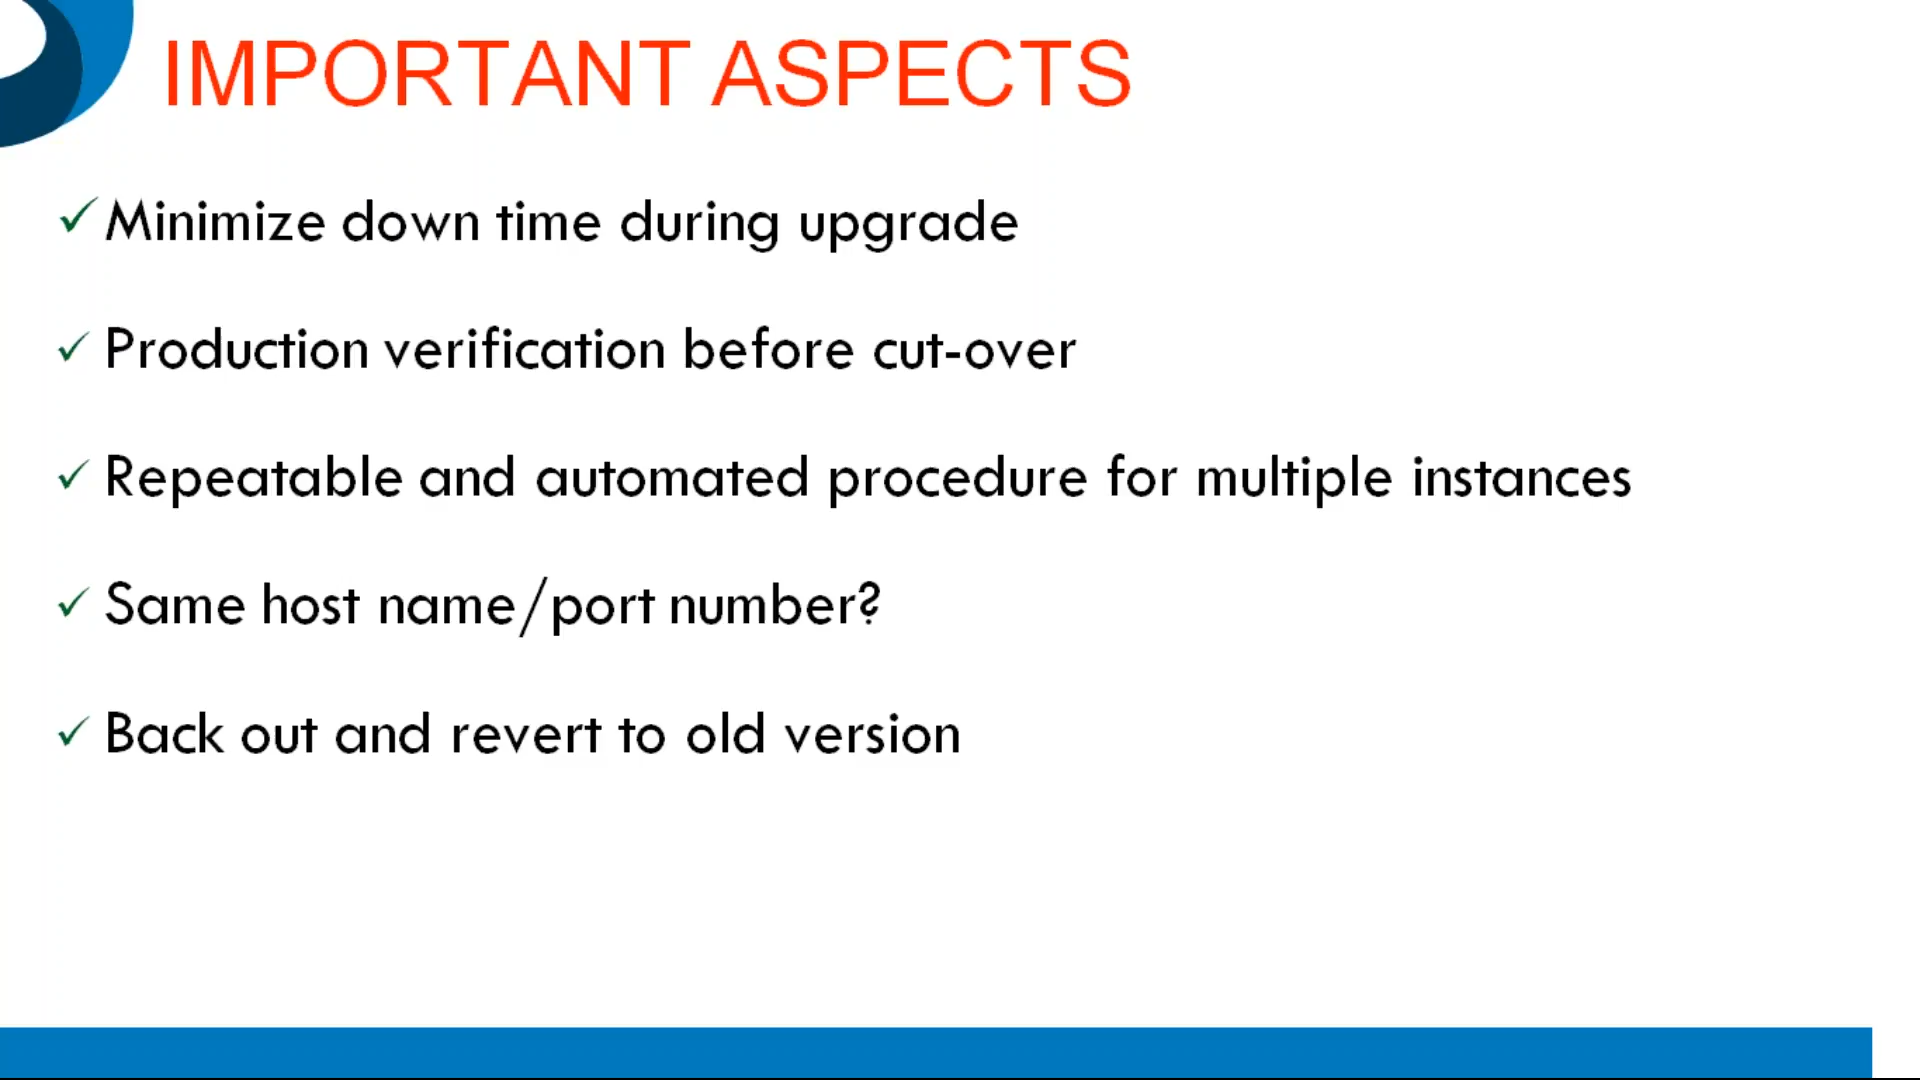 IMPORTANT ASPECTS
✓ Minimize down time during upgrade
✓ Production verification before cut-over
✓ Repeatable and automated procedure for multiple instances
✓ Same host name/port number?
✓ Back out and revert to old version